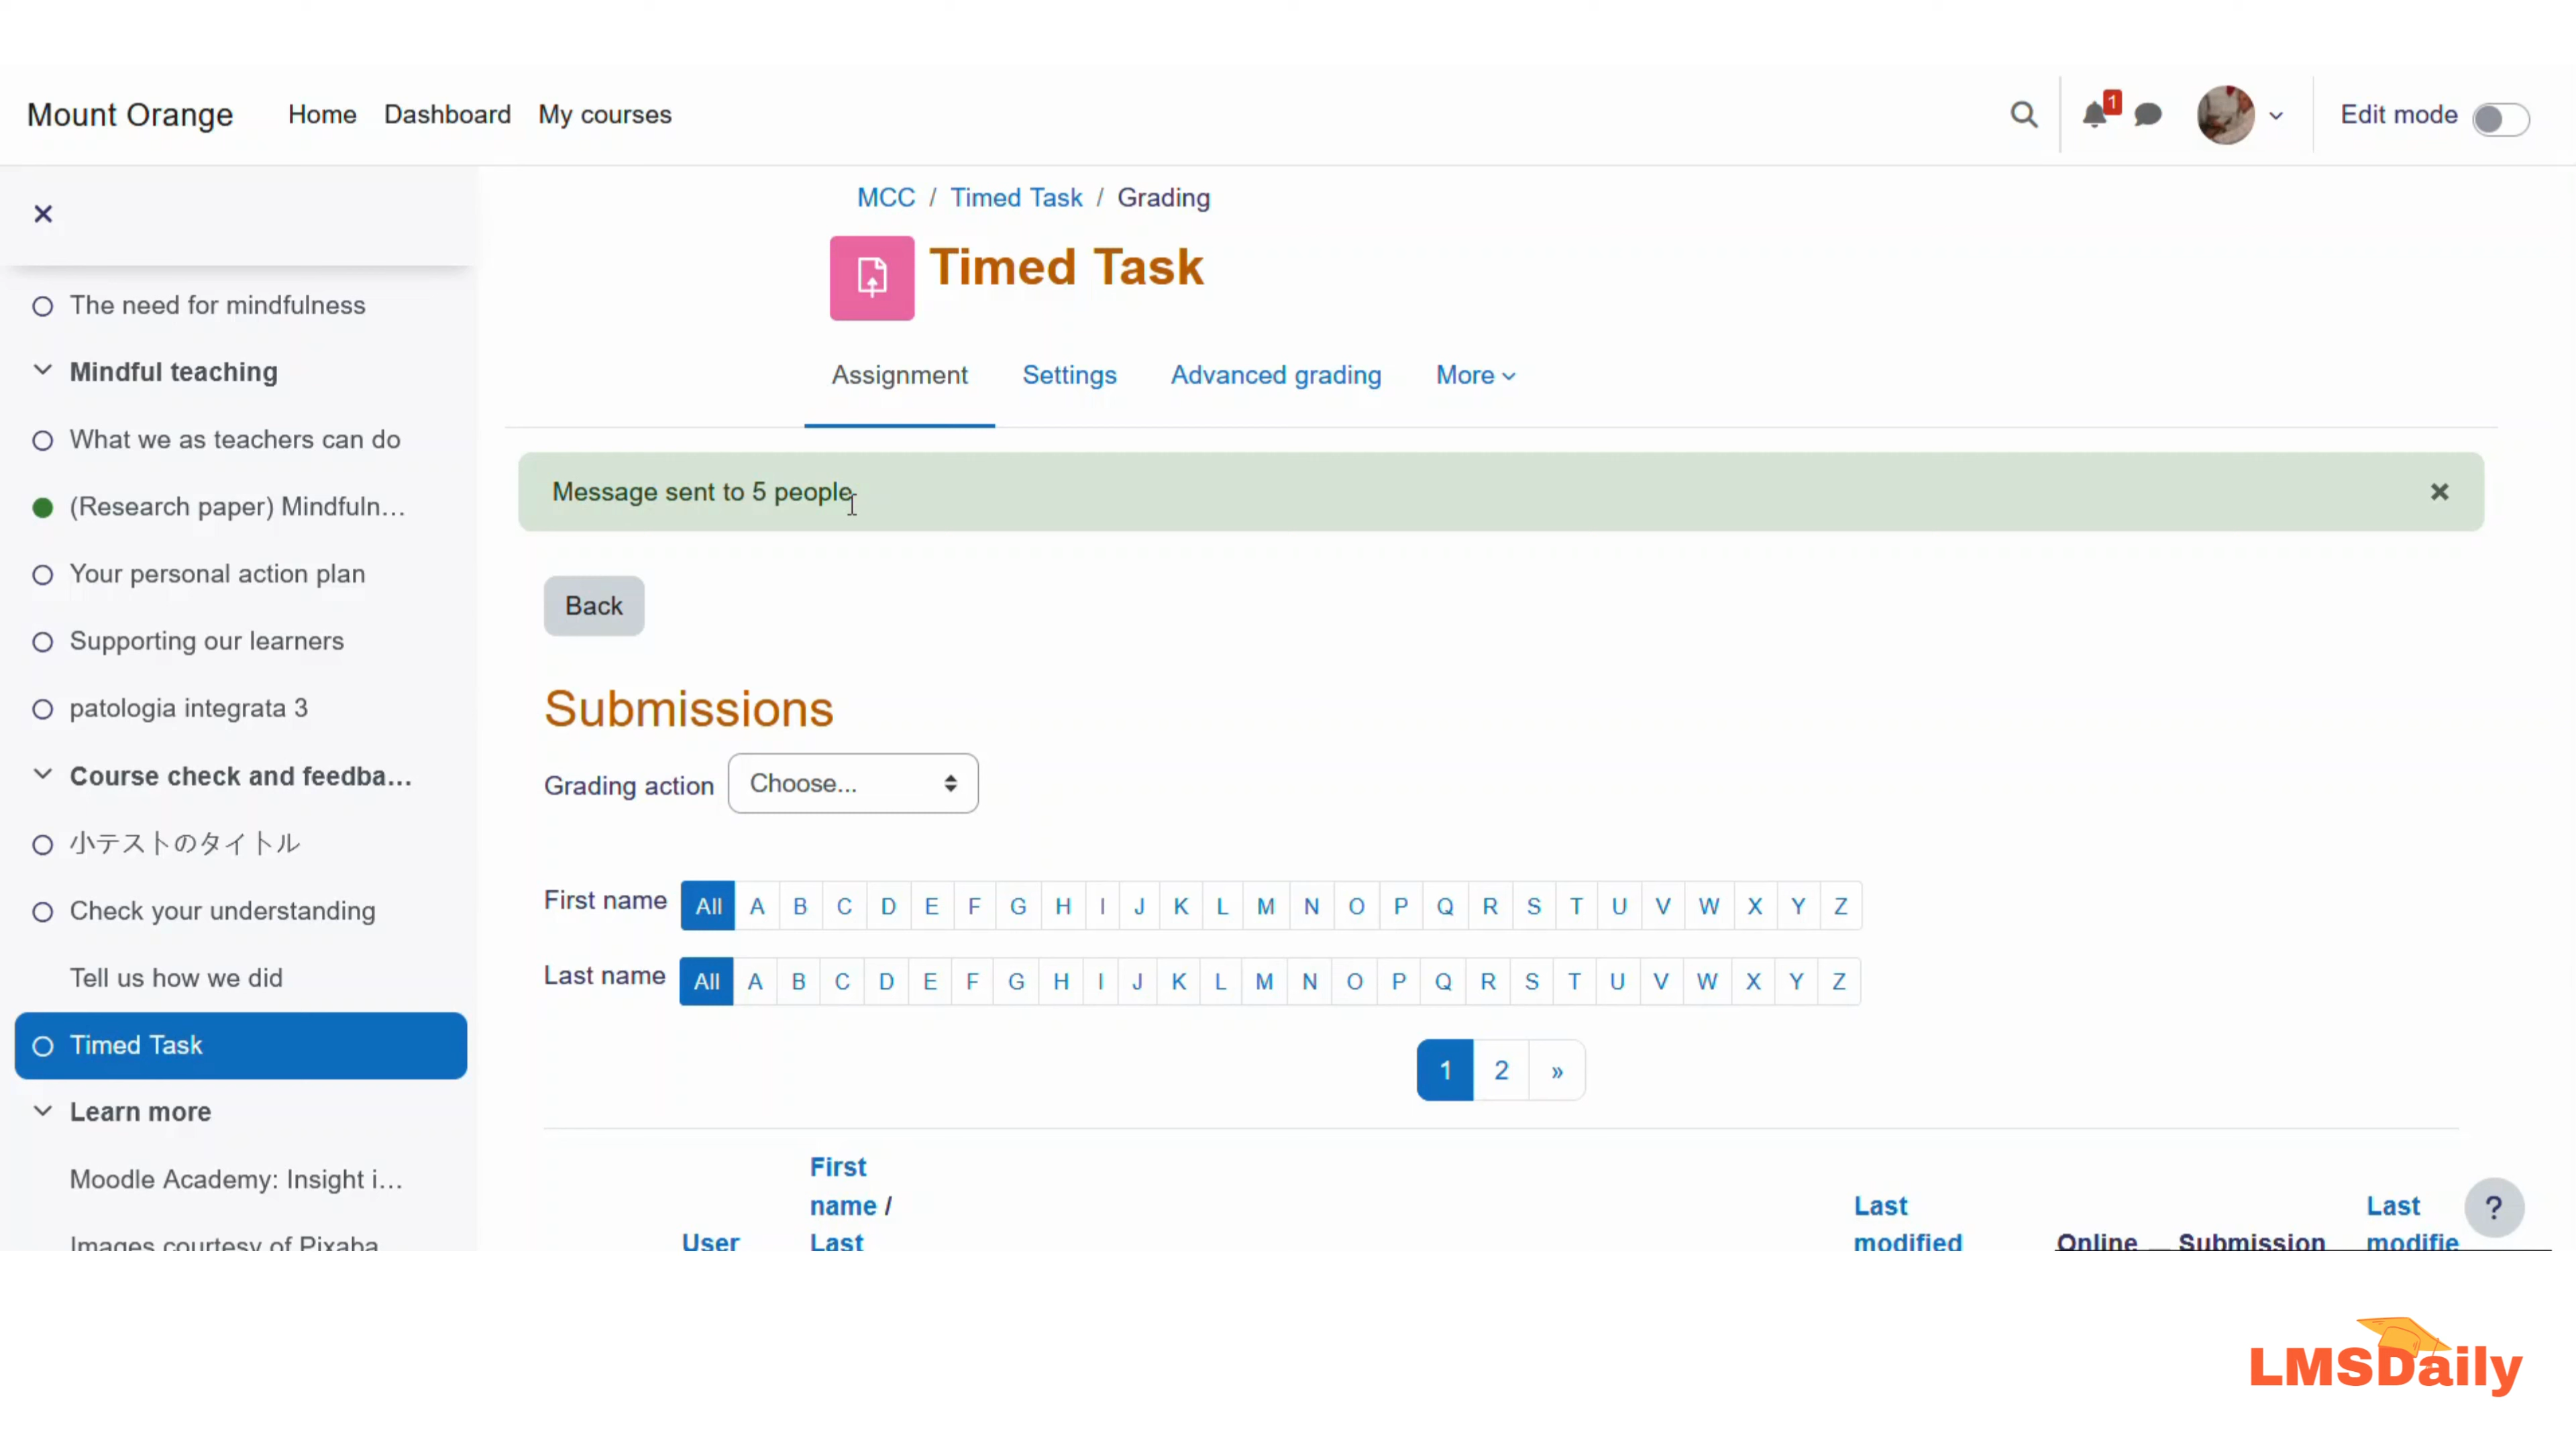 Mount Orange Home Dashboard My courses 1 Edit mode
The need for mindfulness
Mindful teaching
What we as teachers can do
(Research paper) Mindfuln...
Your personal action plan
Supporting our learners
patologia integrata 3
Course check and feedba...
小テストのタイトル
Check your understanding
Tell us how we did
Timed Task
Learn more
Moodle Academy: Insight i...
Images courtesy of Pixaba
MCC / Timed Task / Grading
Timed Task
Assignment Settings Advanced grading More
Message sent to 5 people
Back
Submissions
Grading action Choose...
First name All A B C D E F G H I J K L M N O P Q R S T U V W X Y Z
Last name All A B C D E F G H I J K L M N O P Q R S T U V W X Y Z
1 2 »
First
name / Last Last
User Last modified Online Submission modifie
?
LMSDaily